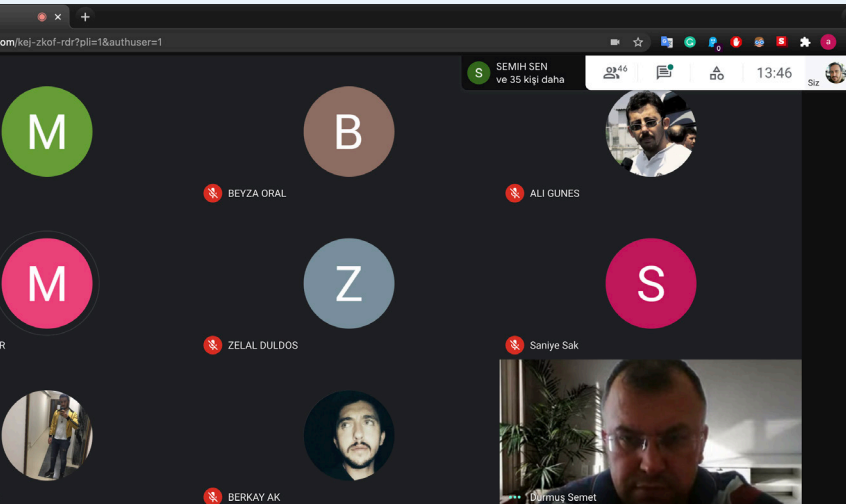 om/kej-zkof-rdr?pli=1&authuser=1
S
SEMIH SEN
ve 35 kişi daha
46
13:46
Siz
M
B
BEYZA ORAL
ALI GUNES
M
Z
S
R
ZELAL DULDOS
Saniye Sak
BERKAY AK
Durmuş Semet